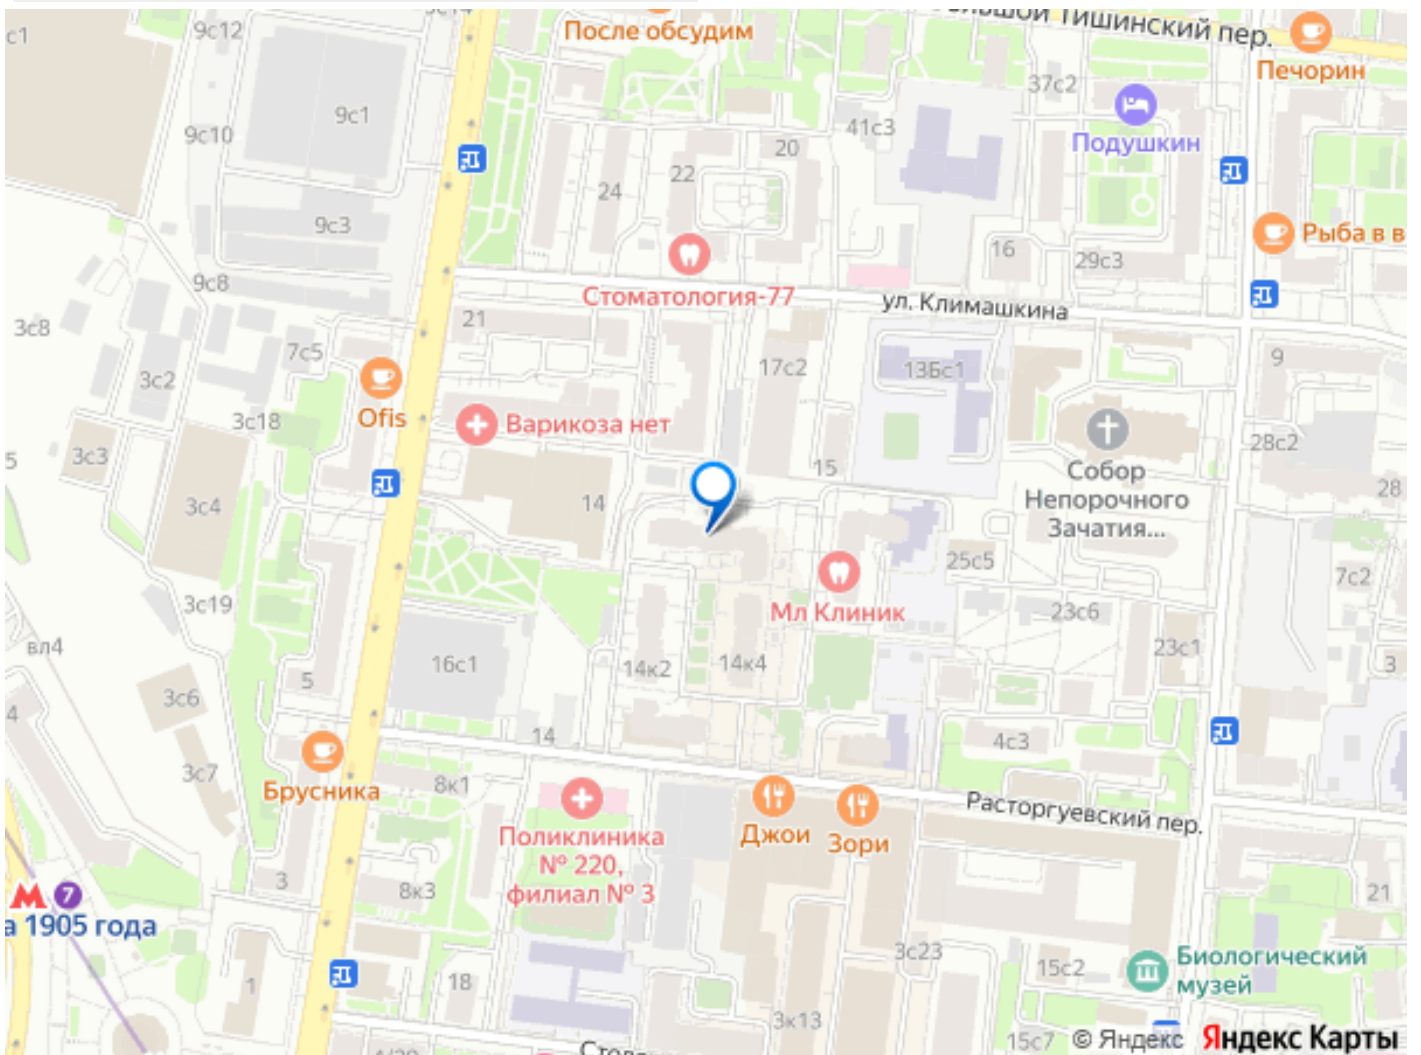 с1
9с12
После обсудим
Тишинский пер.
Печорин
37с2
9с1
9с10
41с3
Подушкин
20
22
24
9с3
Рыба в в
16
29с3
9с8
Стоматология-77
ул. Климашкина
3с8
21
7с5
17с2
13Бс1
9
3с2
Ofis
3с18
Варикоза нет
28с2
3с3
5
15
Собор
Непорочного
Зачатия...
28
3с4
14
25с5
7с2
3с19
Мл Клиник
23с6
вл4
16с1
14к2
14к4
23с1
3
5
3с6
4
14
4с3
3с7
Брусника
8к1
Расторгуевский пер.
Джои
Зори
Поликлиника
№ 220,
филиал № 3
3
8к3
21
7
а 1905 года
3с23
15с2
Биологический
музей
1
18
3к13
15с7
© Яндекс
Яндекс Карты